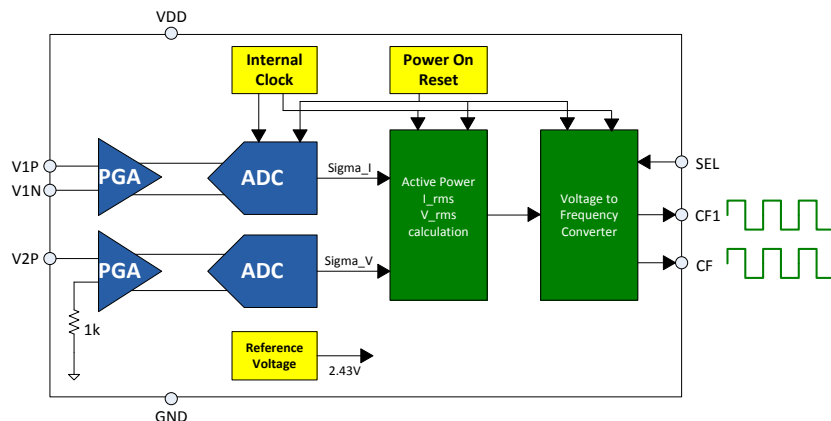 VDD
Internal
Clock
Power On
Reset
V1P
V1N
PGA
ADC
Sigma_I
Active Power
I_rms
V_rms
calculation
Voltage to
Frequency
Converter
SEL
CF1
CF
V2P
PGA
ADC
Sigma_V
1k
Reference
Voltage
2.43V
GND